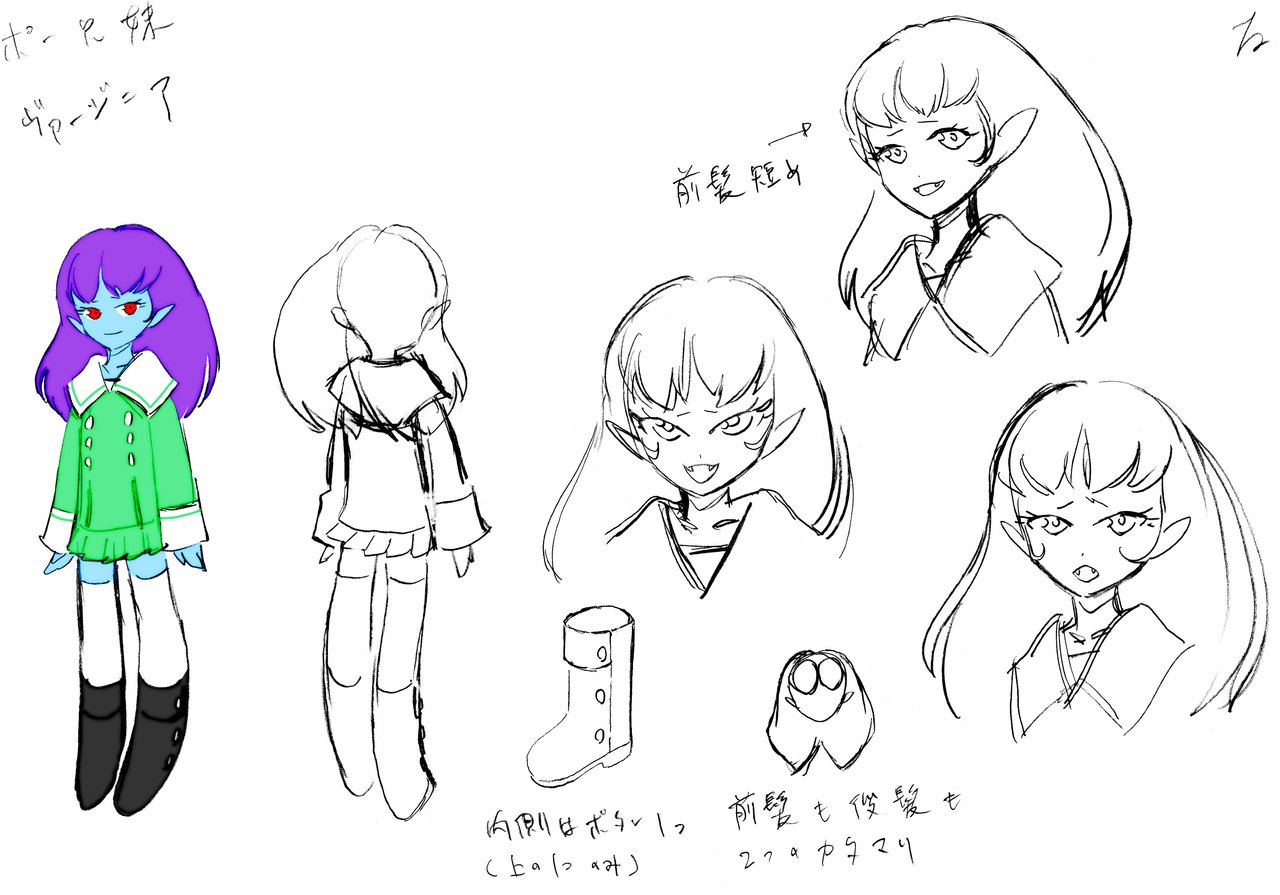 ポー兄妹
ヴァージニア
前髪短め
内側はボタン1つ
(上の1つのみ)
前髪も後髪も
2つのカタマリ